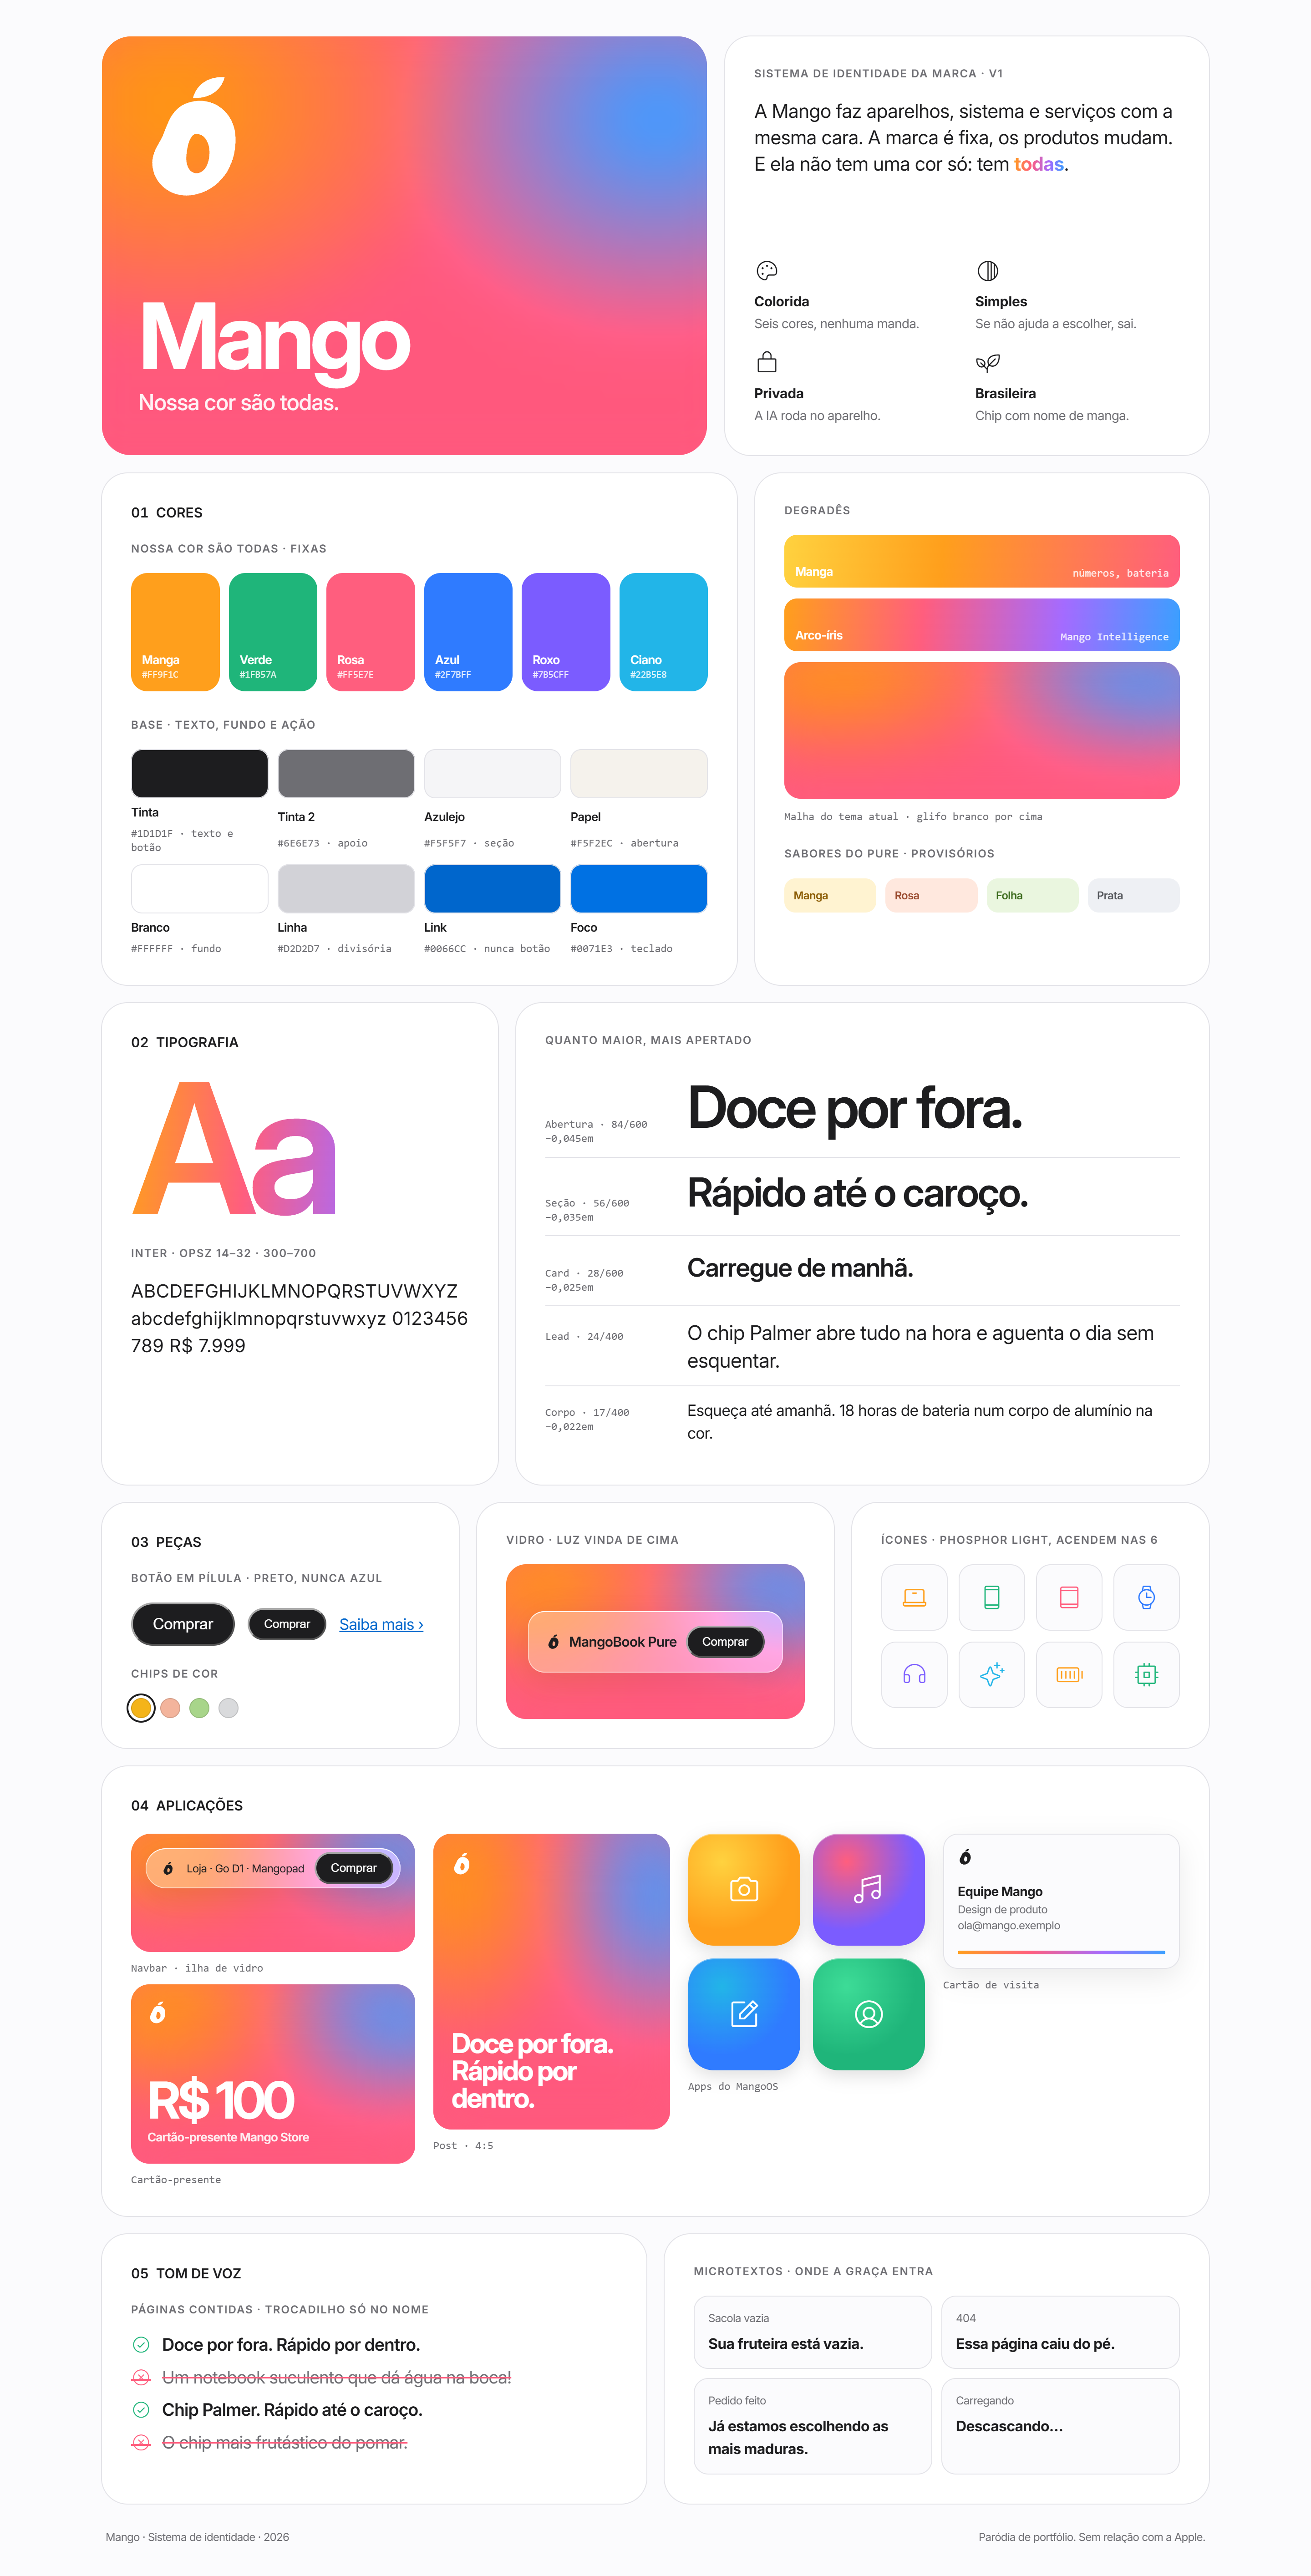 Mango
Nossa cor são todas.
SISTEMA DE IDENTIDADE DA MARCA · V1
A Mango faz aparelhos, sistema e serviços com a
mesma cara. A marca é fixa, os produtos mudam.
E ela não tem uma cor só: tem todas.
Colorida
Seis cores, nenhuma manda.
Simples
Se não ajuda a escolher, sai.
Privada
A IA roda no aparelho.
Brasileira
Chip com nome de manga.
01 CORES
NOSSA COR SÃO TODAS · FIXAS
Manga
#FF9F1C
Verde
#1FB57A
Rosa
#FF5E7E
Azul
#2F7BFF
Roxo
#7B5CFF
Ciano
#22B5E8
BASE · TEXTO, FUNDO E AÇÃO
Tinta
#1D1D1F · texto e
botão
Tinta 2
#6E6E73 · apoio
Azulejo
#F5F5F7 · seção
Papel
#F5F2EC · abertura
Branco
#FFFFFF · fundo
Linha
#D2D2D7 · divisória
Link
#0066CC · nunca botão
Foco
#0071E3 · teclado
DEGRADÊS
Manga
números, bateria
Arco-íris
Mango Intelligence
Malha do tema atual · glifo branco por cima
SABORES DO PURE · PROVISÓRIOS
Manga
Rosa
Folha
Prata
02 TIPOGRAFIA
Aa
INTER · OPSZ 14–32 · 300–700
ABCDEFGHIJKLMNOPQRSTUVWXYZ
abcdefghijklmnopqrstuvwxyz 0123456
789 R$ 7.999
QUANTO MAIOR, MAIS APERTADO
Abertura · 84/600
−0,045em
Doce por fora.
Seção · 56/600
−0,035em
Rápido até o caroço.
Card · 28/600
−0,025em
Carregue de manhã.
Lead · 24/400
O chip Palmer abre tudo na hora e aguenta o dia sem
esquentar.
Corpo · 17/400
−0,022em
Esqueça até amanhã. 18 horas de bateria num corpo de alumínio na
cor.
03 PEÇAS
BOTÃO EM PÍLULA · PRETO, NUNCA AZUL
Comprar
Comprar
Saiba mais ›
CHIPS DE COR
VIDRO · LUZ VINDA DE CIMA
MangoBook Pure
Comprar
ÍCONES · PHOSPHOR LIGHT, ACENDEM NAS 6
04 APLICAÇÕES
Loja · Go D1 · Mangopad
Comprar
Navbar · ilha de vidro
R$ 100
Cartão-presente Mango Store
Cartão-presente
Doce por fora.
Rápido por
dentro.
Post · 4:5
Apps do MangoOS
Equipe Mango
Design de produto
ola@mango.exemplo
Cartão de visita
05 TOM DE VOZ
PÁGINAS CONTIDAS · TROCADILHO SÓ NO NOME
Doce por fora. Rápido por dentro.
Um notebook suculento que dá água na boca!
Chip Palmer. Rápido até o caroço.
O chip mais frutástico do pomar.
MICROTEXTOS · ONDE A GRAÇA ENTRA
Sacola vazia
Sua fruteira está vazia.
404
Essa página caiu do pé.
Pedido feito
Já estamos escolhendo as
mais maduras.
Carregando
Descascando…
Mango · Sistema de identidade · 2026
Paródia de portfólio. Sem relação com a Apple.